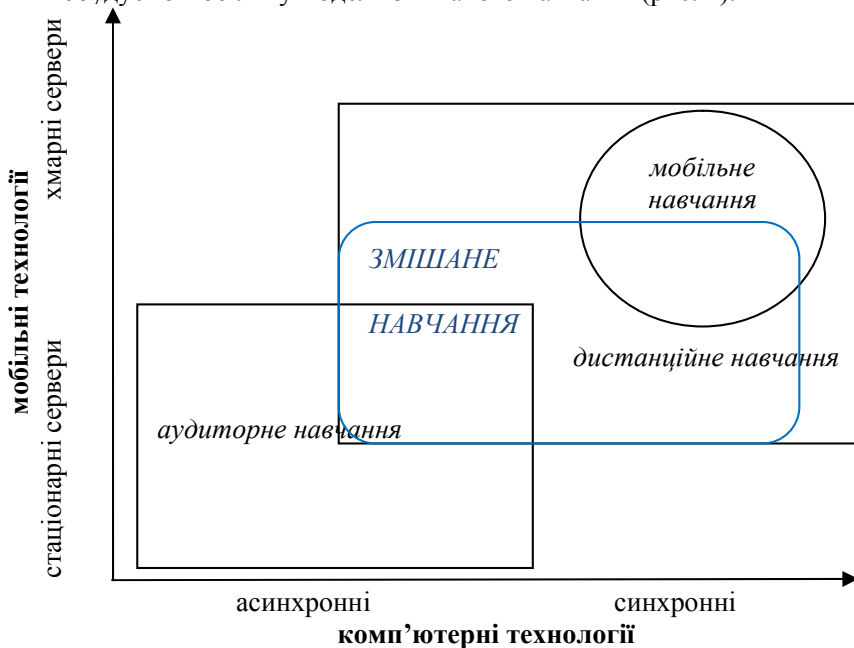 хмарні сервери
мобільні технології
стаціонарні сервери
мобільне
навчання
ЗМІШАНЕ
НАВЧАННЯ
дистанційне навчання
аудиторне навчання
асинхронні
синхронні
комп’ютерні технології